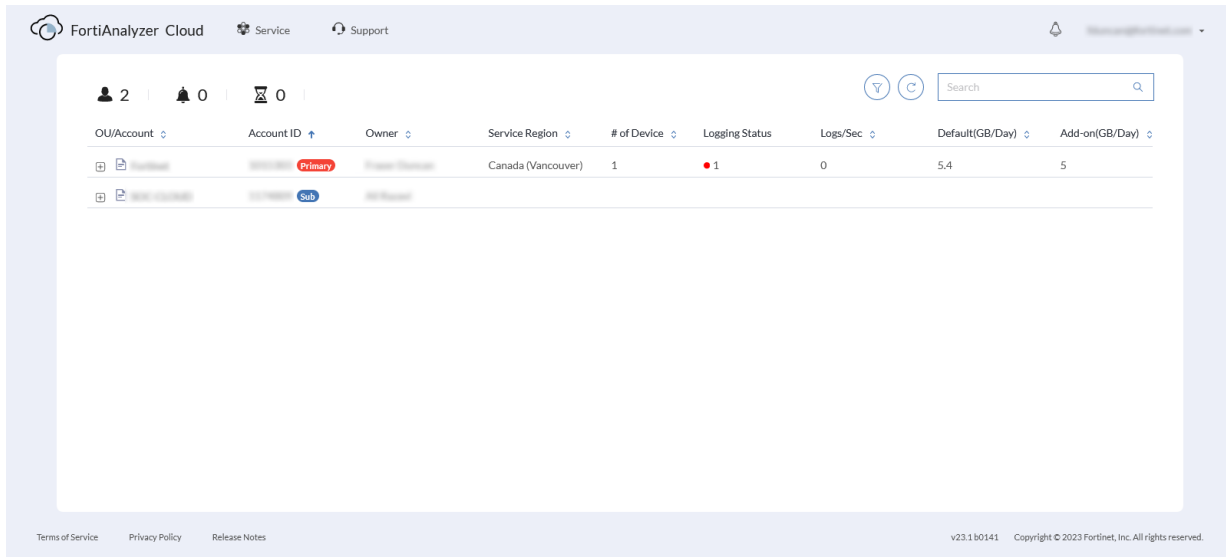 FortiAnalyzer Cloud Service Support
2 0 0 Search
OU/Account Account ID Owner Service Region # of Device Logging Status Logs/Sec Default(GB/Day) Add-on(GB/Day)
Primary Canada (Vancouver) 1 1 0 5.4 5
Sub
Terms of Service Privacy Policy Release Notes v23.1 b0141 Copyright © 2023 Fortinet, Inc. All rights reserved.